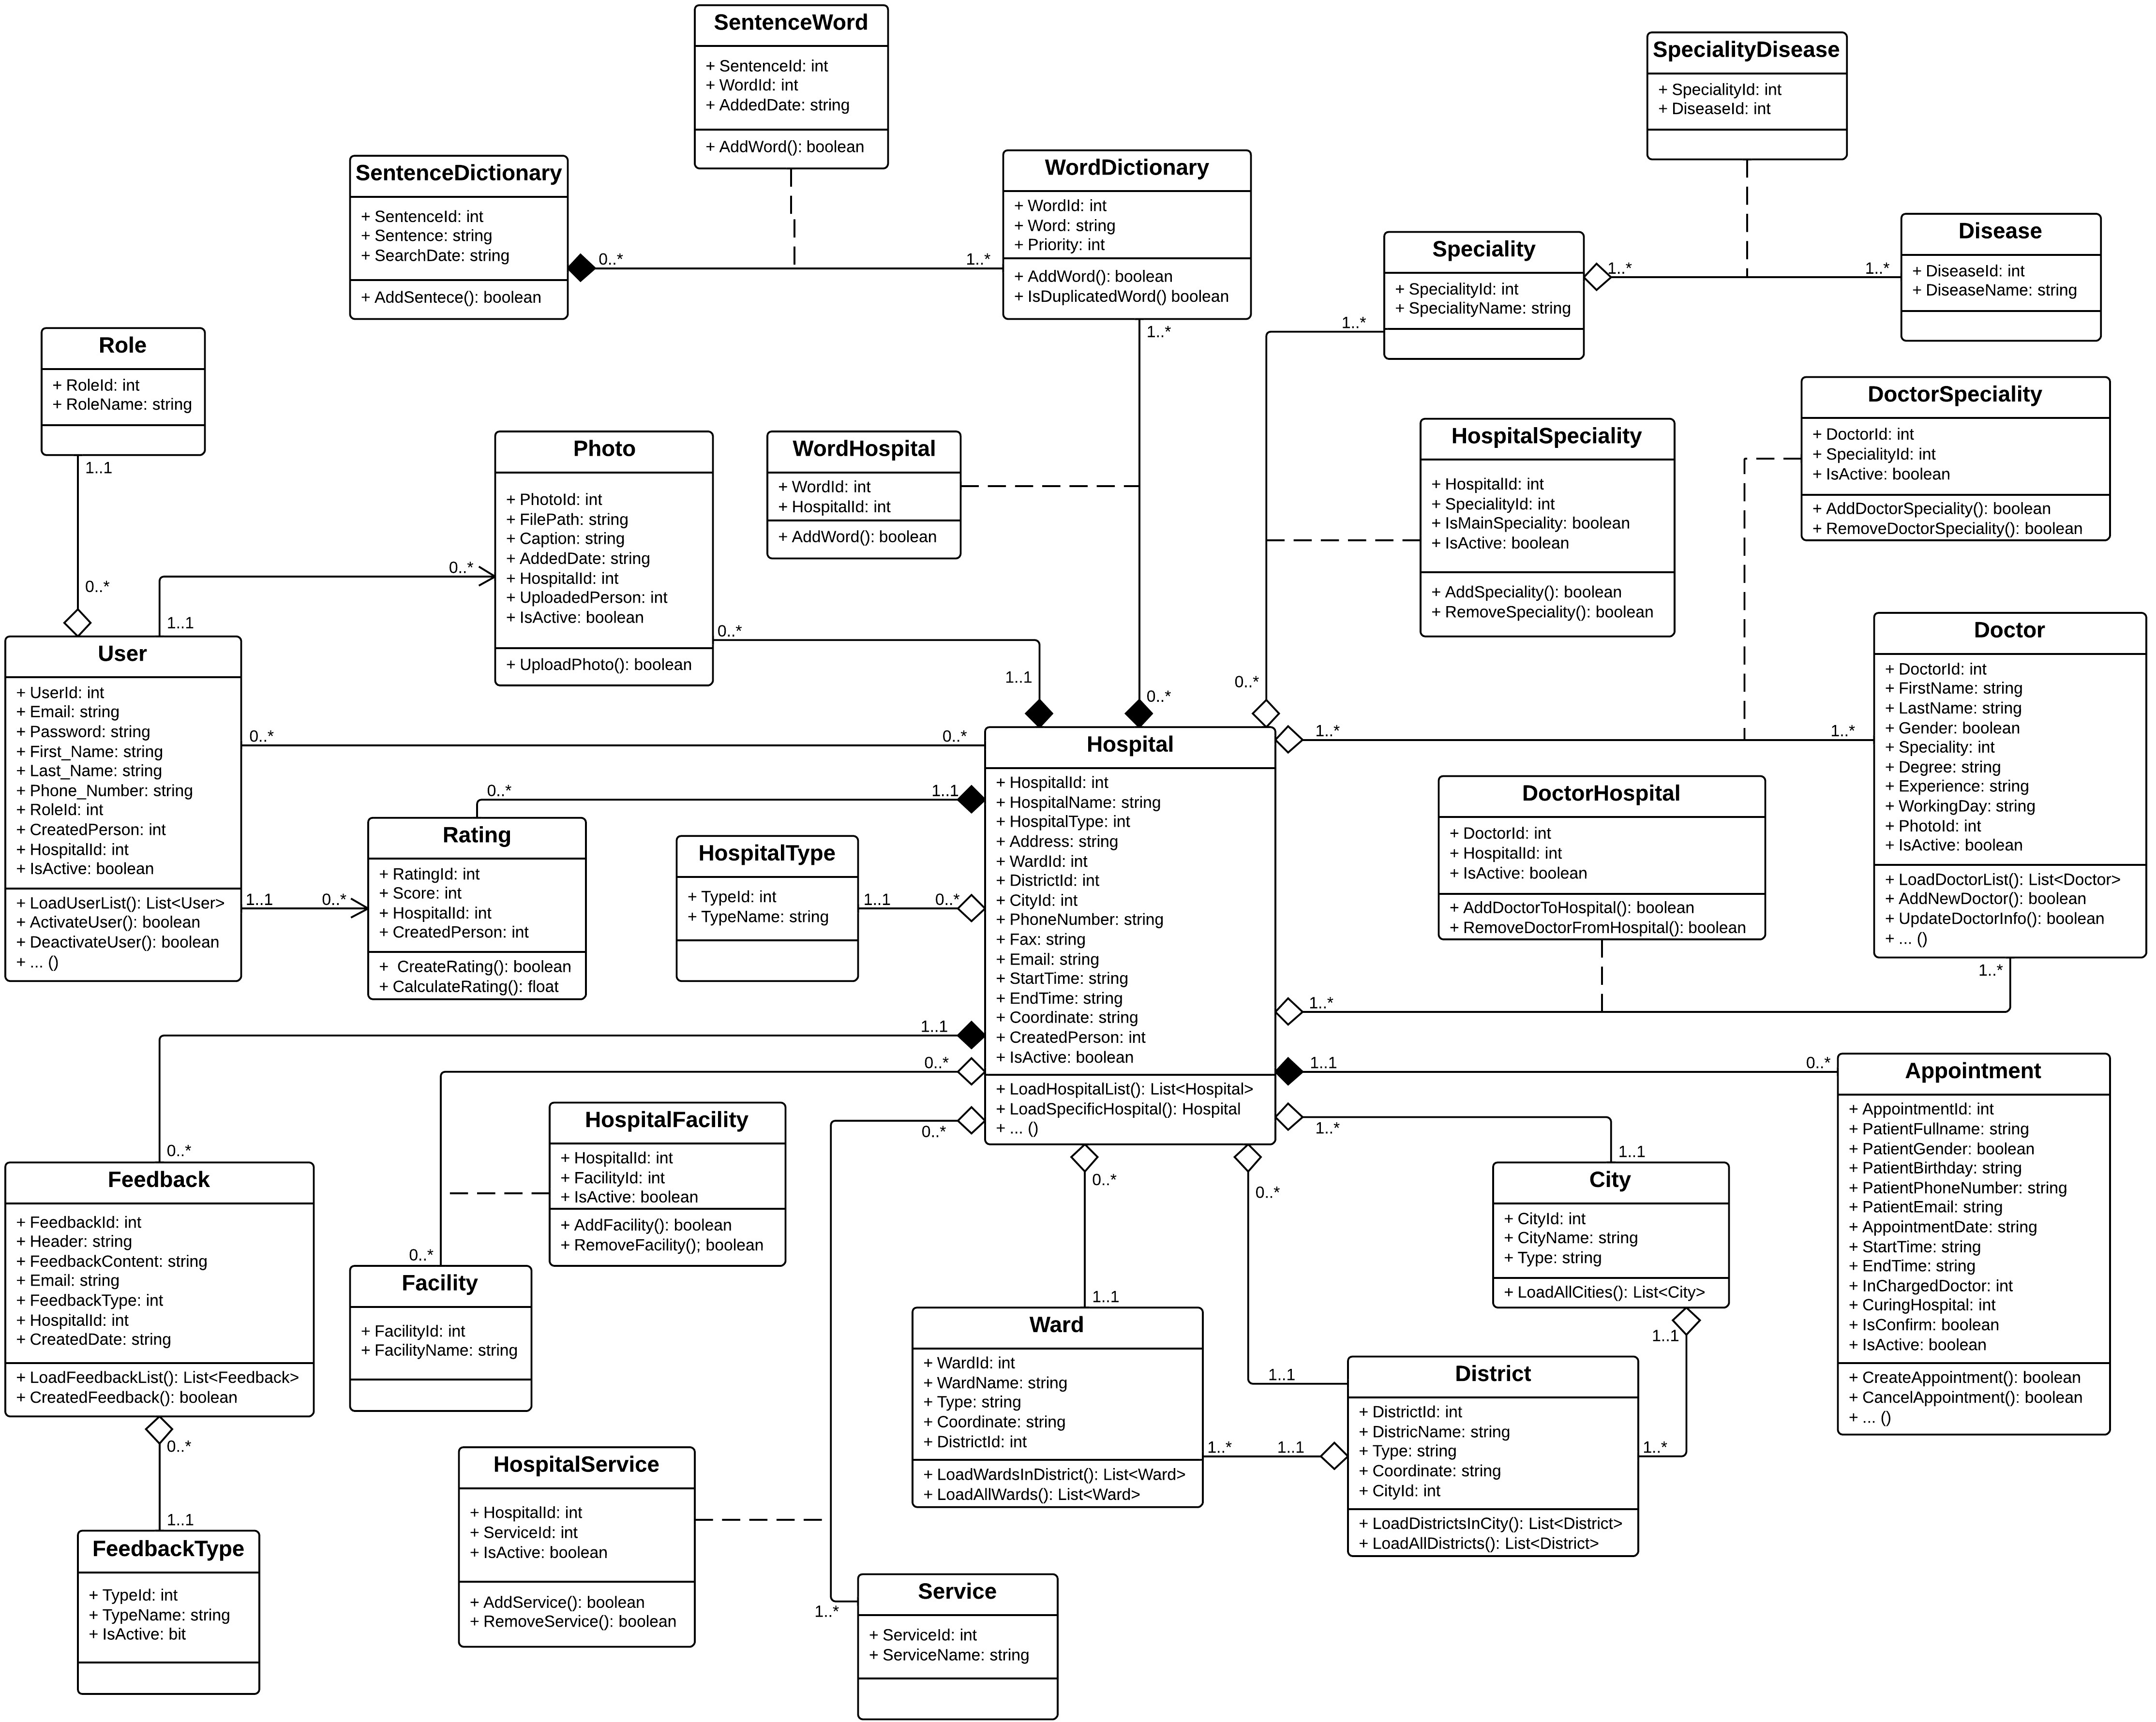 SentenceWord
+ SentenceId: int
+ WordId: int
+ AddedDate: string
+ AddWord(): boolean
SpecialityDisease
+ SpecialityId: int
+ DiseaseId: int
SentenceDictionary
+ SentenceId: int
+ Sentence: string
+ SearchDate: string
+ AddSentece(): boolean
0..*
1..*
WordDictionary
+ WordId: int
+ Word: string
+ Priority: int
+ AddWord(): boolean
+ IsDuplicatedWord() boolean
1..*
Speciality
+ SpecialityId: int
+ SpecialityName: string
1..*
1..*
1..*
Disease
+ DiseaseId: int
+ DiseaseName: string
Role
+ RoleId: int
+ RoleName: string
1..1
0..*
Photo
+ PhotoId: int
+ FilePath: string
+ Caption: string
+ AddedDate: string
+ HospitalId: int
+ UploadedPerson: int
+ IsActive: boolean
+ UploadPhoto(): boolean
0..*
0..*
1..1
WordHospital
+ WordId: int
+ HospitalId: int
+ AddWord(): boolean
0..*
0..*
HospitalSpeciality
+ HospitalId: int
+ SpecialityId: int
+ IsMainSpeciality: boolean
+ IsActive: boolean
+ AddSpeciality(): boolean
+ RemoveSpeciality(): boolean
DoctorSpeciality
+ DoctorId: int
+ SpecialityId: int
+ IsActive: boolean
+ AddDoctorSpeciality(): boolean
+ RemoveDoctorSpeciality(): boolean
1..1
User
+ UserId: int
+ Email: string
+ Password: string
+ First_Name: string
+ Last_Name: string
+ Phone_Number: string
+ RoleId: int
+ CreatedPerson: int
+ HospitalId: int
+ IsActive: boolean
+ LoadUserList(): List<User>
+ ActivateUser(): boolean
+ DeactivateUser(): boolean
+ ... ()
0..*
0..*
1..1
0..*
Rating
+ RatingId: int
+ Score: int
+ HospitalId: int
+ CreatedPerson: int
+  CreateRating(): boolean
+ CalculateRating(): float
0..*
1..1
HospitalType
+ TypeId: int
+ TypeName: string
1..1
0..*
Hospital
+ HospitalId: int
+ HospitalName: string
+ HospitalType: int
+ Address: string
+ WardId: int
+ DistrictId: int
+ CityId: int
+ PhoneNumber: string
+ Fax: string
+ Email: string
+ StartTime: string
+ EndTime: string
+ Coordinate: string
+ CreatedPerson: int
+ IsActive: boolean
+ LoadHospitalList(): List<Hospital>
+ LoadSpecificHospital(): Hospital
+ ... ()
1..*
1..*
Doctor
+ DoctorId: int
+ FirstName: string
+ LastName: string
+ Gender: boolean
+ Speciality: int
+ Degree: string
+ Experience: string
+ WorkingDay: string
+ PhotoId: int
+ IsActive: boolean
+ LoadDoctorList(): List<Doctor>
+ AddNewDoctor(): boolean
+ UpdateDoctorInfo(): boolean
+ ... ()
DoctorHospital
+ DoctorId: int
+ HospitalId: int
+ IsActive: boolean
+ AddDoctorToHospital(): boolean
+ RemoveDoctorFromHospital(): boolean
1..*
1..*
1..1
0..*
0..*
1..1
0..*
1..*
1..1
0..*
0..*
Appointment
+ AppointmentId: int
+ PatientFullname: string
+ PatientGender: boolean
+ PatientBirthday: string
+ PatientPhoneNumber: string
+ PatientEmail: string
+ AppointmentDate: string
+ StartTime: string
+ EndTime: string
+ InChargedDoctor: int
+ CuringHospital: int
+ IsConfirm: boolean
+ IsActive: boolean
+ CreateAppointment(): boolean
+ CancelAppointment(): boolean
+ ... ()
0..*
Feedback
+ FeedbackId: int
+ Header: string
+ FeedbackContent: string
+ Email: string
+ FeedbackType: int
+ HospitalId: int
+ CreatedDate: string
+ LoadFeedbackList(): List<Feedback>
+ CreatedFeedback(): boolean
0..*
1..1
FeedbackType
+ TypeId: int
+ TypeName: string
+ IsActive: bit
HospitalFacility
+ HospitalId: int
+ FacilityId: int
+ IsActive: boolean
+ AddFacility(): boolean
+ RemoveFacility(); boolean
0..*
Facility
+ FacilityId: int
+ FacilityName: string
HospitalService
+ HospitalId: int
+ ServiceId: int
+ IsActive: boolean
+ AddService(): boolean
+ RemoveService(): boolean
1..*
Service
+ ServiceId: int
+ ServiceName: string
1..1
Ward
+ WardId: int
+ WardName: string
+ Type: string
+ Coordinate: string
+ DistrictId: int
+ LoadWardsInDistrict(): List<Ward>
+ LoadAllWards(): List<Ward>
1..*
1..1
1..1
District
+ DistrictId: int
+ DistricName: string
+ Type: string
+ Coordinate: string
+ CityId: int
+ LoadDistrictsInCity(): List<District>
+ LoadAllDistricts(): List<District>
1..*
1..1
City
+ CityId: int
+ CityName: string
+ Type: string
+ LoadAllCities(): List<City>